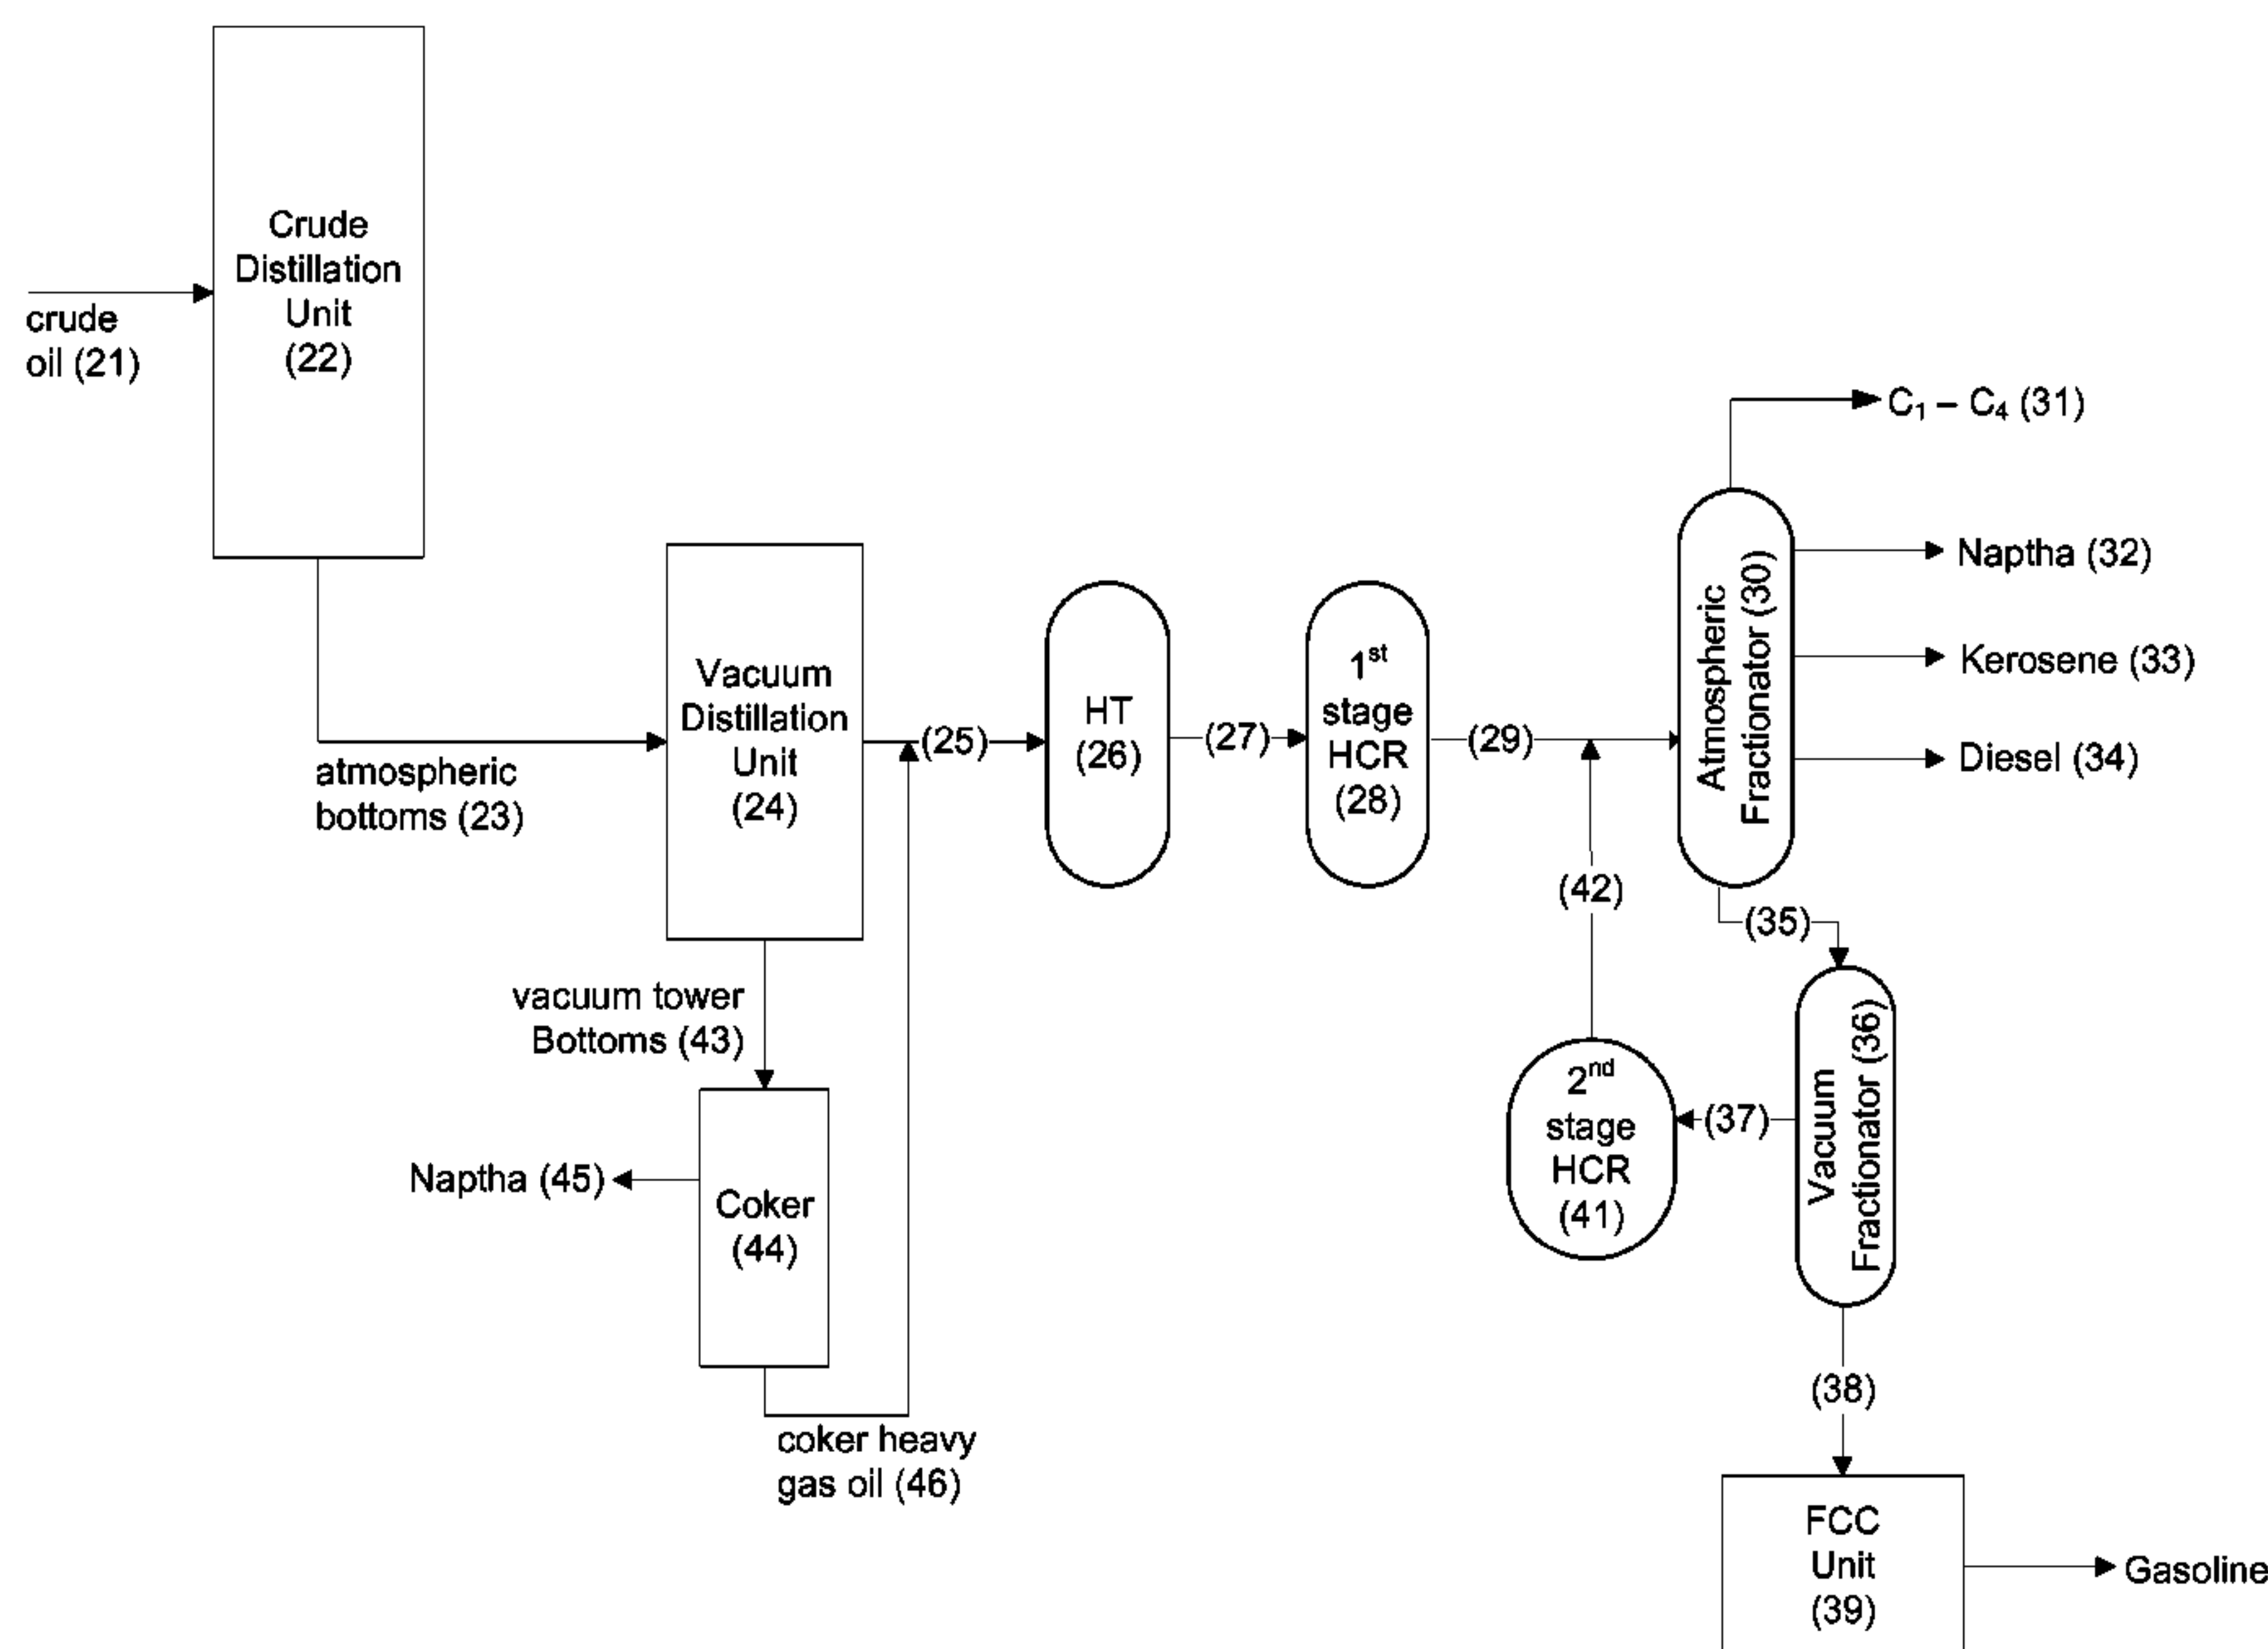 Crude
Distillation
Unit
(22)
crude
oil (21)
atmospheric
bottoms (23)
Vacuum
Distillation
Unit
(24)
(25)
HT
(26)
(27)
1st
stage
HCR
(28)
(29)
Atmospheric
Fractionator (30)
C₁ – C₄ (31)
Naptha (32)
Kerosene (33)
Diesel (34)
(35)
(42)
vacuum tower
Bottoms (43)
Coker
(44)
Naptha (45)
coker heavy
gas oil (46)
2nd
stage
HCR
(41)
(37)
Vacuum
Fractionator (36)
(38)
FCC
Unit
(39)
Gasoline